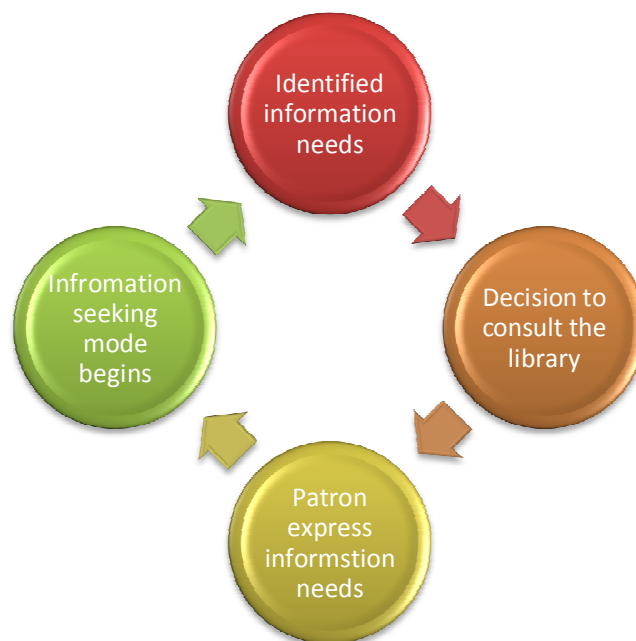 Identified
information
needs
Decision to
consult the
library
Patron
express
informstion
needs
Infromation
seeking
mode
begins